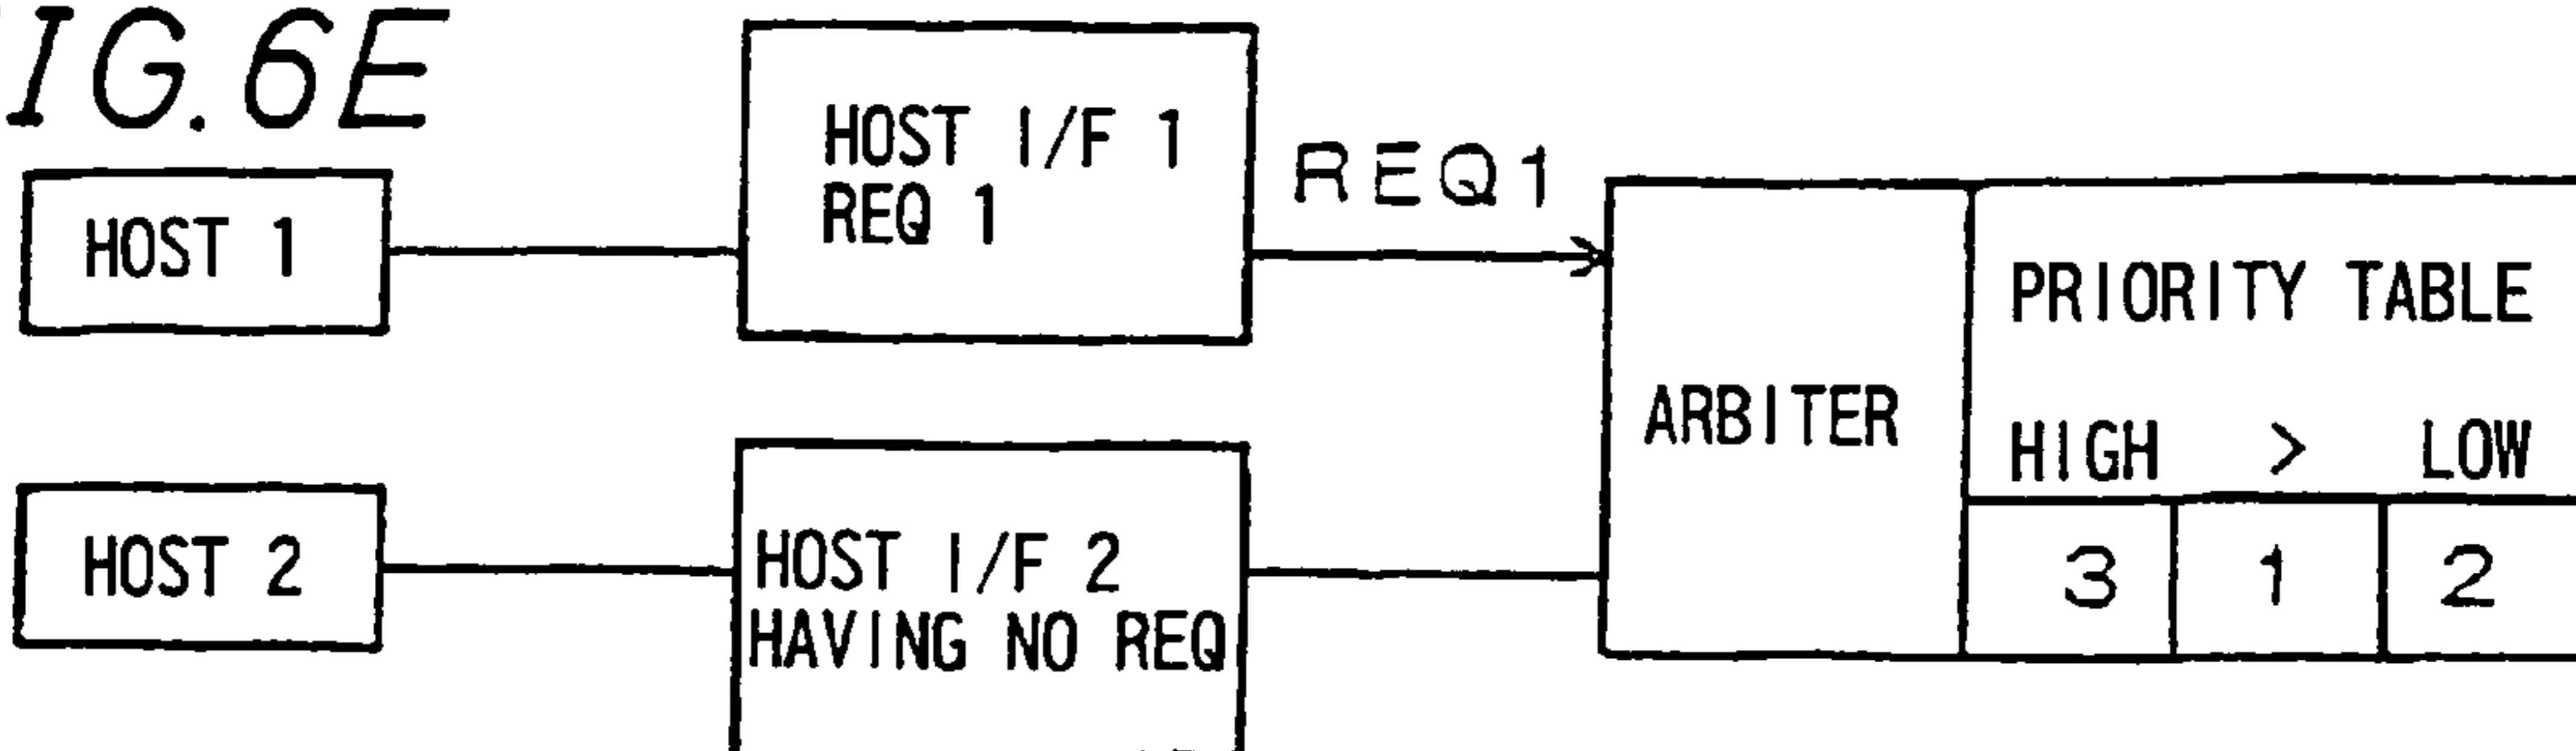 IG. 6E
HOST 1
HOST I/F 1
REQ 1
REQ1
ARBITER
PRIORITY TABLE
HIGH > LOW
3 1 2
HOST 2
HOST I/F 2
HAVING NO REQ